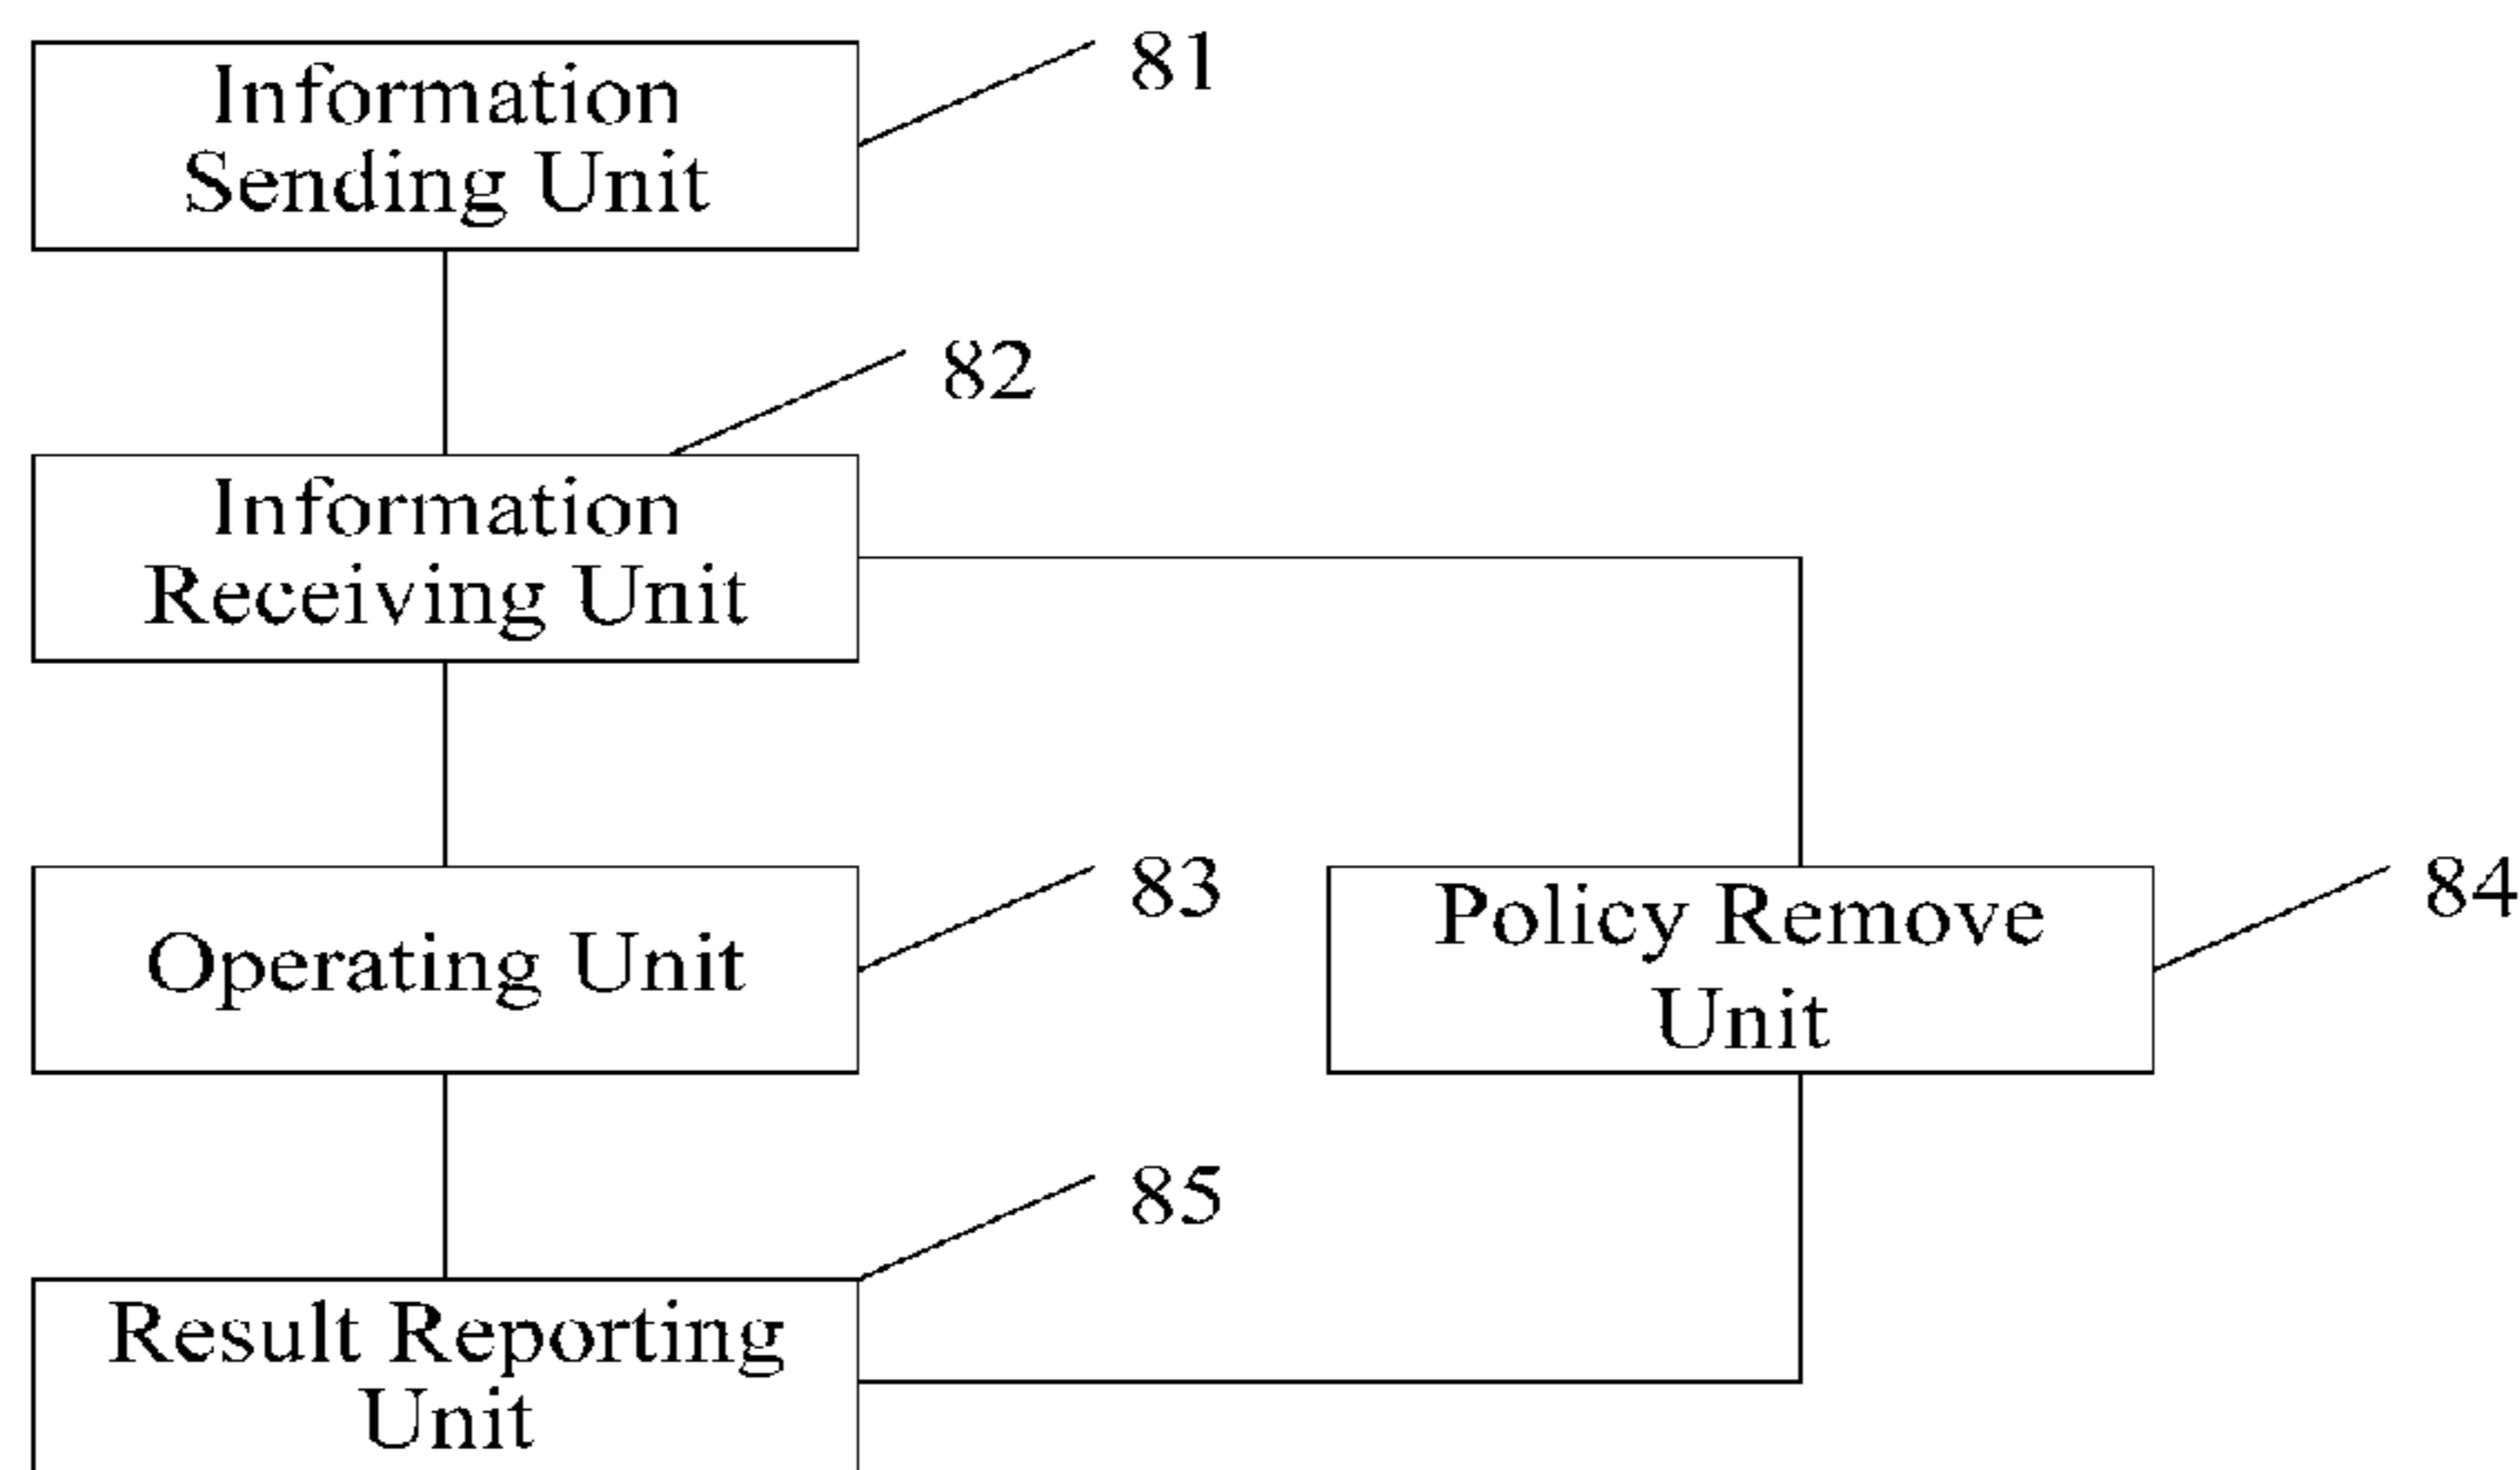 Information
Sending Unit
81
82
Information
Receiving Unit
83
Operating Unit
84
Policy Remove
Unit
85
Result Reporting
Unit